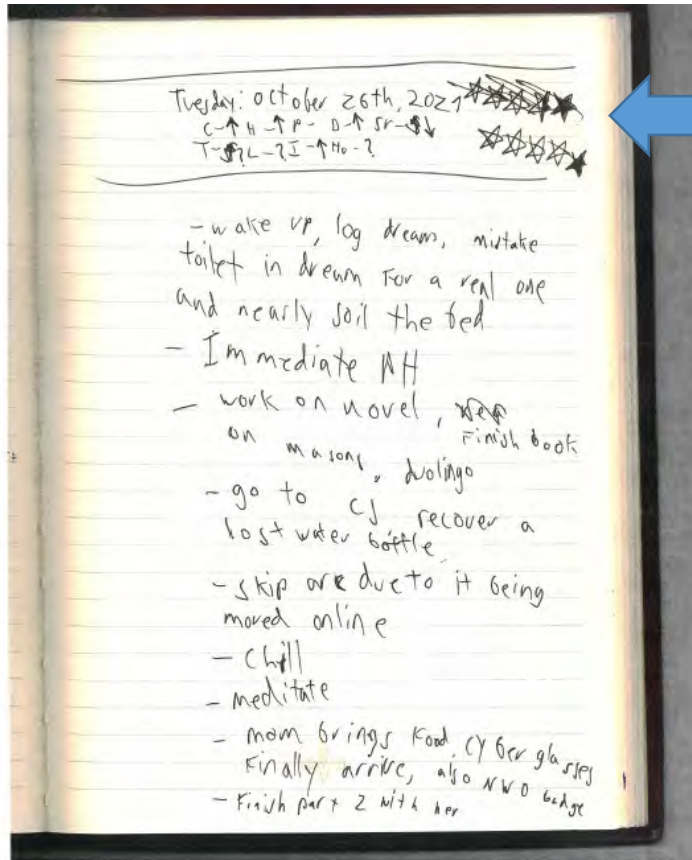 Tuesday: october 26th, 2021
C-↑ H-↑ P- D-↑ Sr-↓
T-?L-?I-↑Ho-?
-wake up, log dream, mistake
toilet in dream for a real one
and nearly soil the bed
- Immediate NH
- work on novel, Finish book
on masons, duolingo
-go to CJ recover a
lost water bottle
-skip are due to it being
moved online
-Chill
-meditate
- mom brings food, cyber glasses
finally arrive, also NWO badge
-Finish part 2 with her